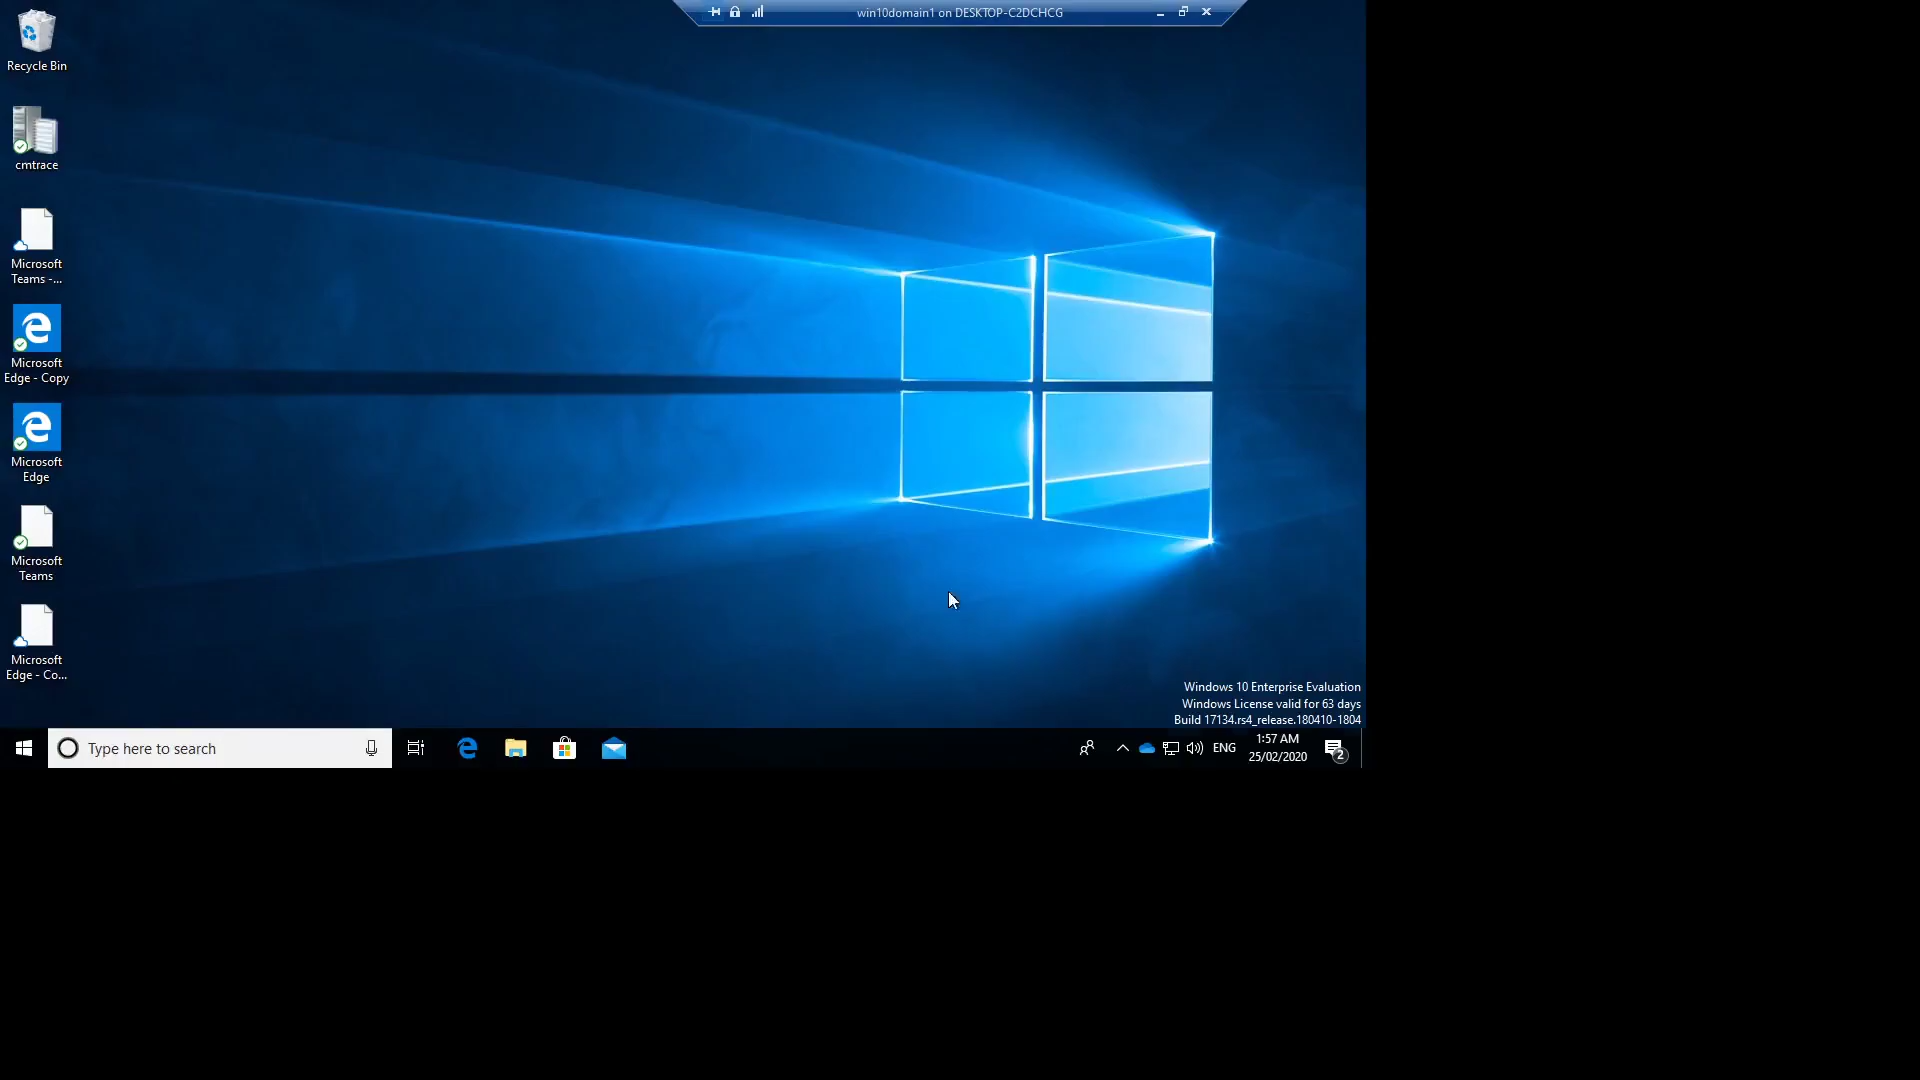 win10domain1 on DESKTOP-C2DCHCG
Recycle Bin
cmtrace
Microsoft
Teams -...
Microsoft
Edge - Copy
Microsoft
Edge
Microsoft
Teams
Microsoft
Edge - Co...
Windows 10 Enterprise Evaluation
Windows License valid for 63 days
Build 17134.rs4_release.180410-1804
Type here to search
ENG
1:57 AM
25/02/2020
2